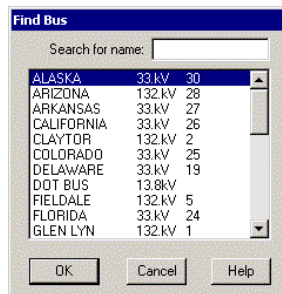 Find Bus
Search for name:
ALASKA 33.kV 30
ARIZONA 132.kV 28
ARKANSAS 33.kV 27
CALIFORNIA 33.kV 26
CLAYTOR 132.kV 2
COLORADO 33.kV 25
DELAWARE 33.kV 19
DOT BUS 13.8kV
FIELDALE 132.kV 5
FLORIDA 33.kV 24
GLEN LYN 132.kV 1
OK Cancel Help